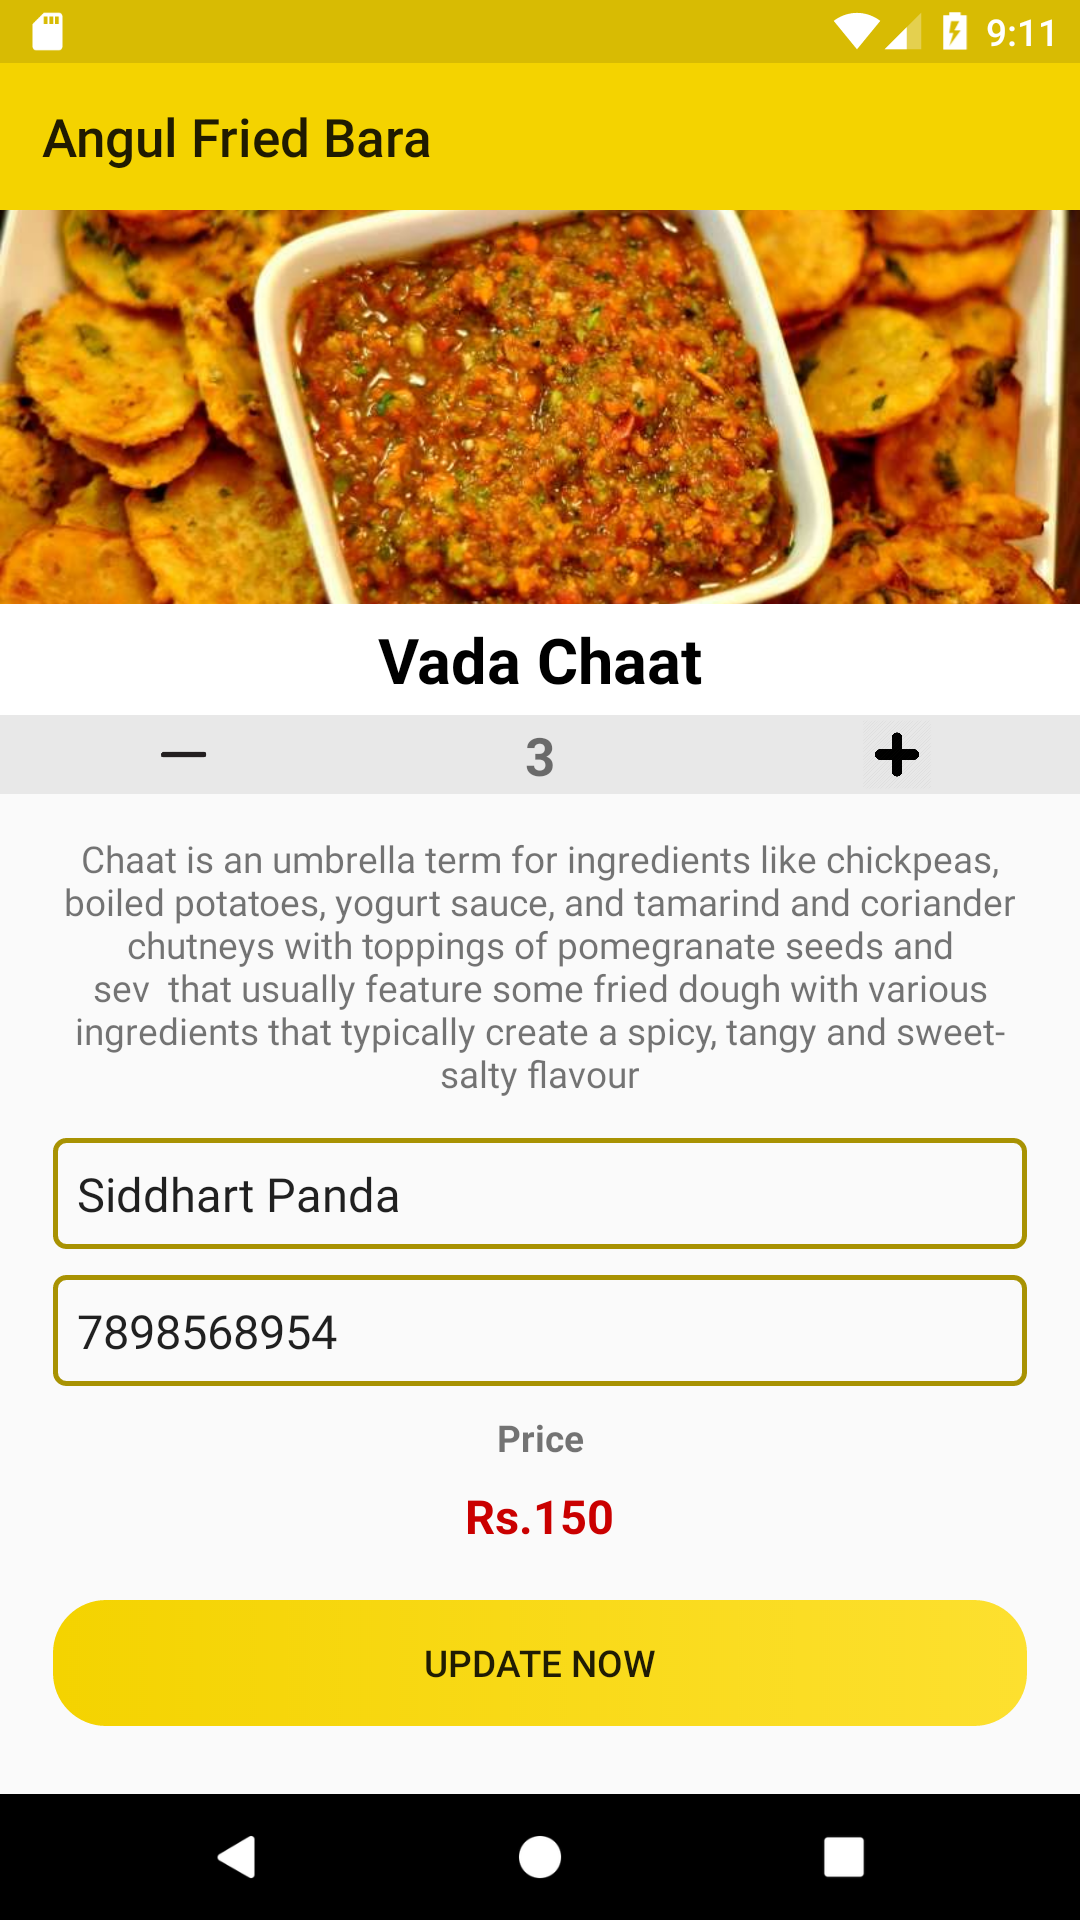 9:11
Angul Fried Bara
Vada Chaat
3
Chaat is an umbrella term for ingredients like chickpeas,
boiled potatoes, yogurt sauce, and tamarind and coriander
chutneys with toppings of pomegranate seeds and
sev  that usually feature some fried dough with various
ingredients that typically create a spicy, tangy and sweet-
salty flavour
Siddhart Panda
7898568954
Price
Rs.150
UPDATE NOW